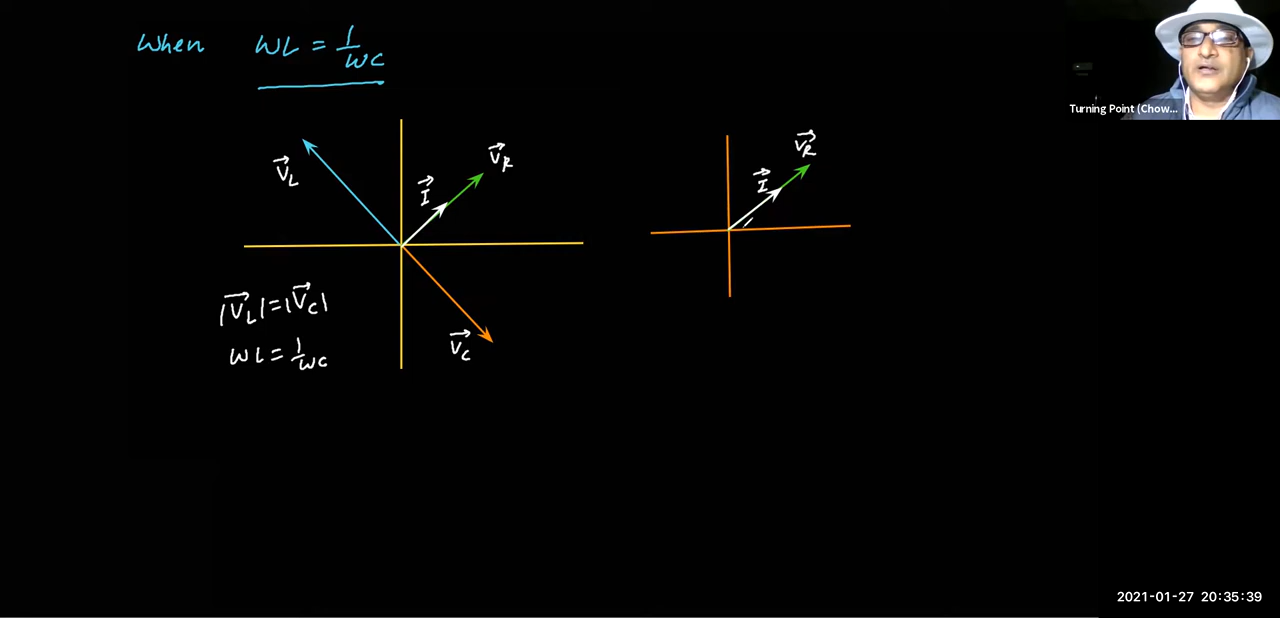 When ωL = 1/ωC
V⃗L
I⃗
V⃗R
V⃗C
|V⃗L| = |V⃗C|
ωL = 1/ωC
I⃗
V⃗R
Turning Point (Chow...
2021-01-27 20:35:39